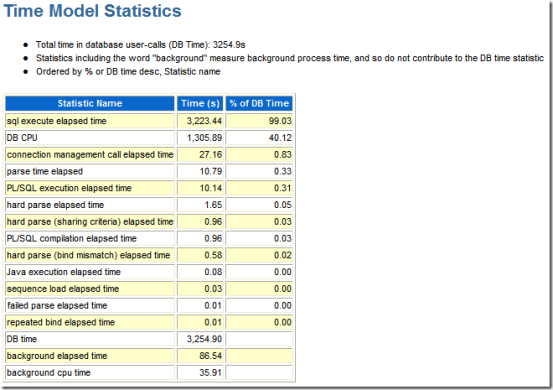 Time Model Statistics
Total time in database user-calls (DB Time): 3254.9s
Statistics including the word "background" measure background process time, and so do not contribute to the DB time statistic
Ordered by % or DB time desc, Statistic name
Statistic Name Time (s) % of DB Time
sql execute elapsed time 3,223.44 99.03
DB CPU 1,305.89 40.12
connection management call elapsed time 27.16 0.83
parse time elapsed 10.79 0.33
PL/SQL execution elapsed time 10.14 0.31
hard parse elapsed time 1.65 0.05
hard parse (sharing criteria) elapsed time 0.96 0.03
PL/SQL compilation elapsed time 0.96 0.03
hard parse (bind mismatch) elapsed time 0.58 0.02
Java execution elapsed time 0.08 0.00
sequence load elapsed time 0.03 0.00
failed parse elapsed time 0.01 0.00
repeated bind elapsed time 0.01 0.00
DB time 3,254.90
background elapsed time 86.54
background cpu time 35.91